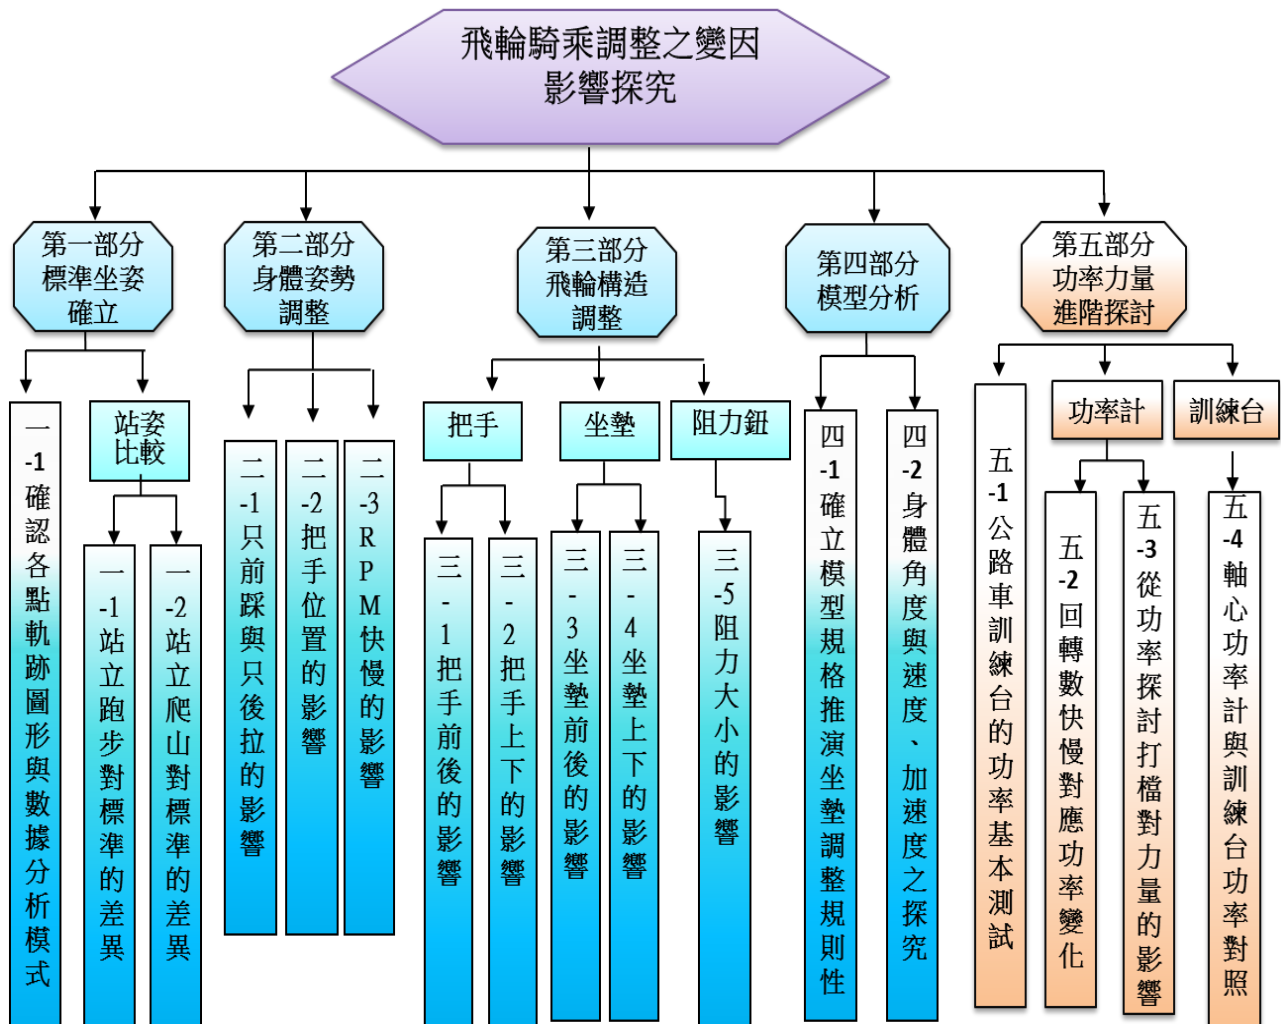 飛輪騎乘調整之變因
影響探究
第一部分
標準坐姿
確立
第二部分
身體姿勢
調整
第三部分
飛輪構造
調整
第四部分
模型分析
第五部分
功率力量
進階探討
一-1確認各點軌跡圖形與數據分析模式
站姿
比較
一-1站立跑步對標準的差異
一-2站立爬山對標準的差異
二-1只前踩與只後拉的影響
二-2把手位置的影響
二-3RPM快慢的影響
把手
三-1把手前後的影響
三-2把手上下的影響
坐墊
三-3坐墊前後的影響
三-4坐墊上下的影響
阻力鈕
三-5阻力大小的影響
四-1確立模型規格推演坐墊調整規則性
四-2身體角度與速度、加速度之探究
五-1公路車訓練台的功率基本測試
功率計
五-2回轉數快慢對應功率變化
五-3從功率探討打檔對力量的影響
訓練台
五-4軸心功率計與訓練台功率對照